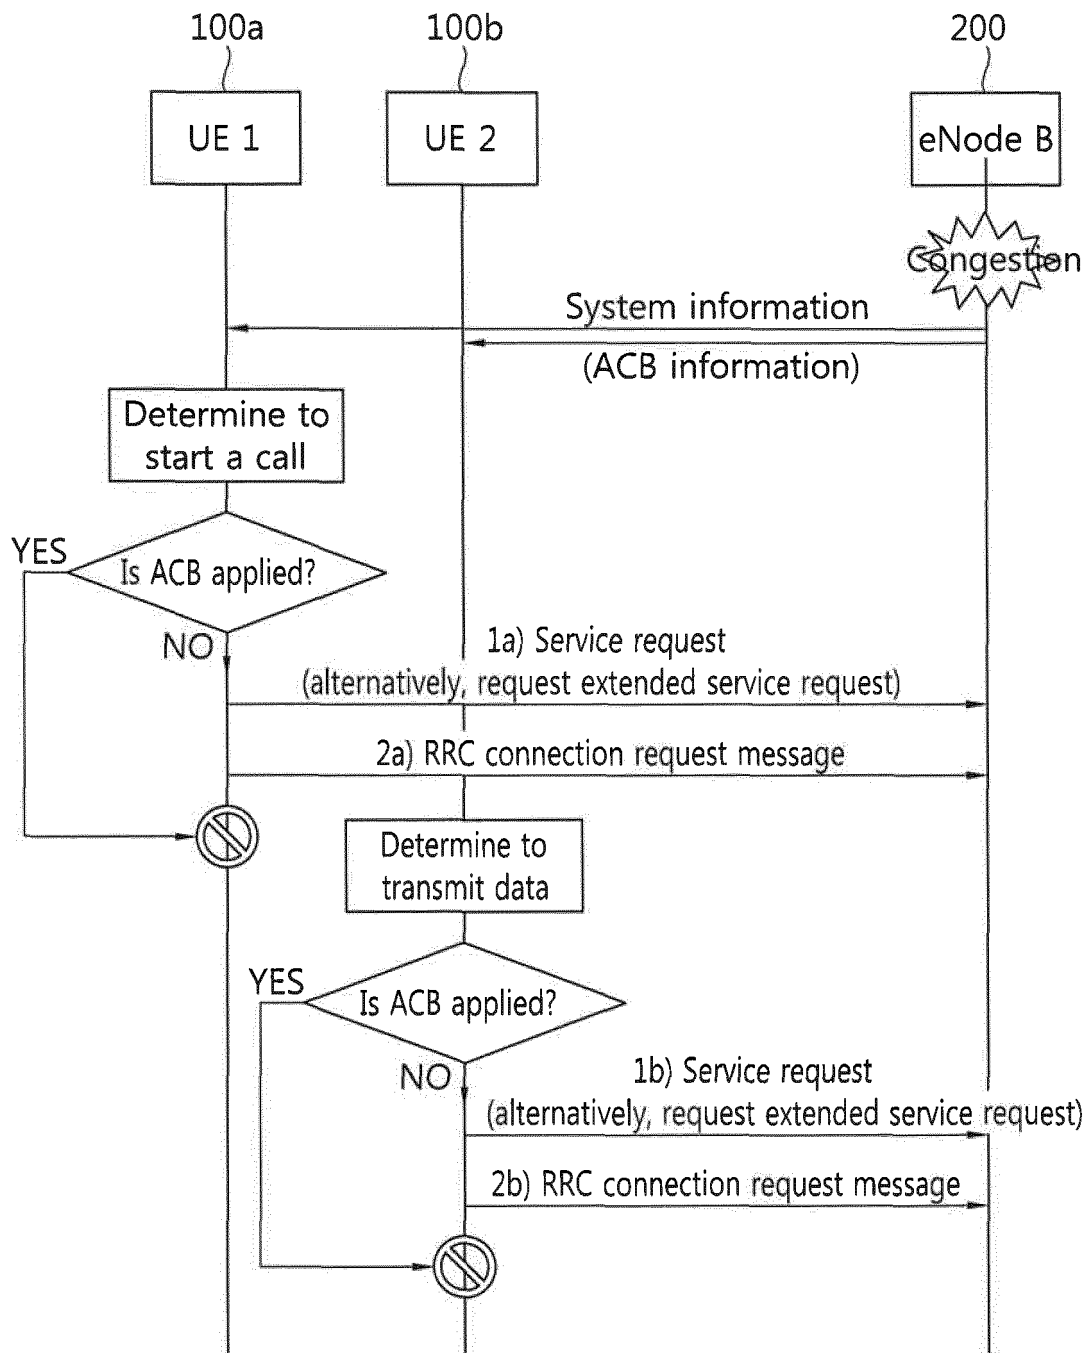 100a
100b
200
UE 1
UE 2
eNode B
Congestion
System information
(ACB information)
Determine to
start a call
YES
Is ACB applied?
NO
1a) Service request
(alternatively, request extended service request)
2a) RRC connection request message
Determine to
transmit data
YES
Is ACB applied?
NO
1b) Service request
(alternatively, request extended service request)
2b) RRC connection request message